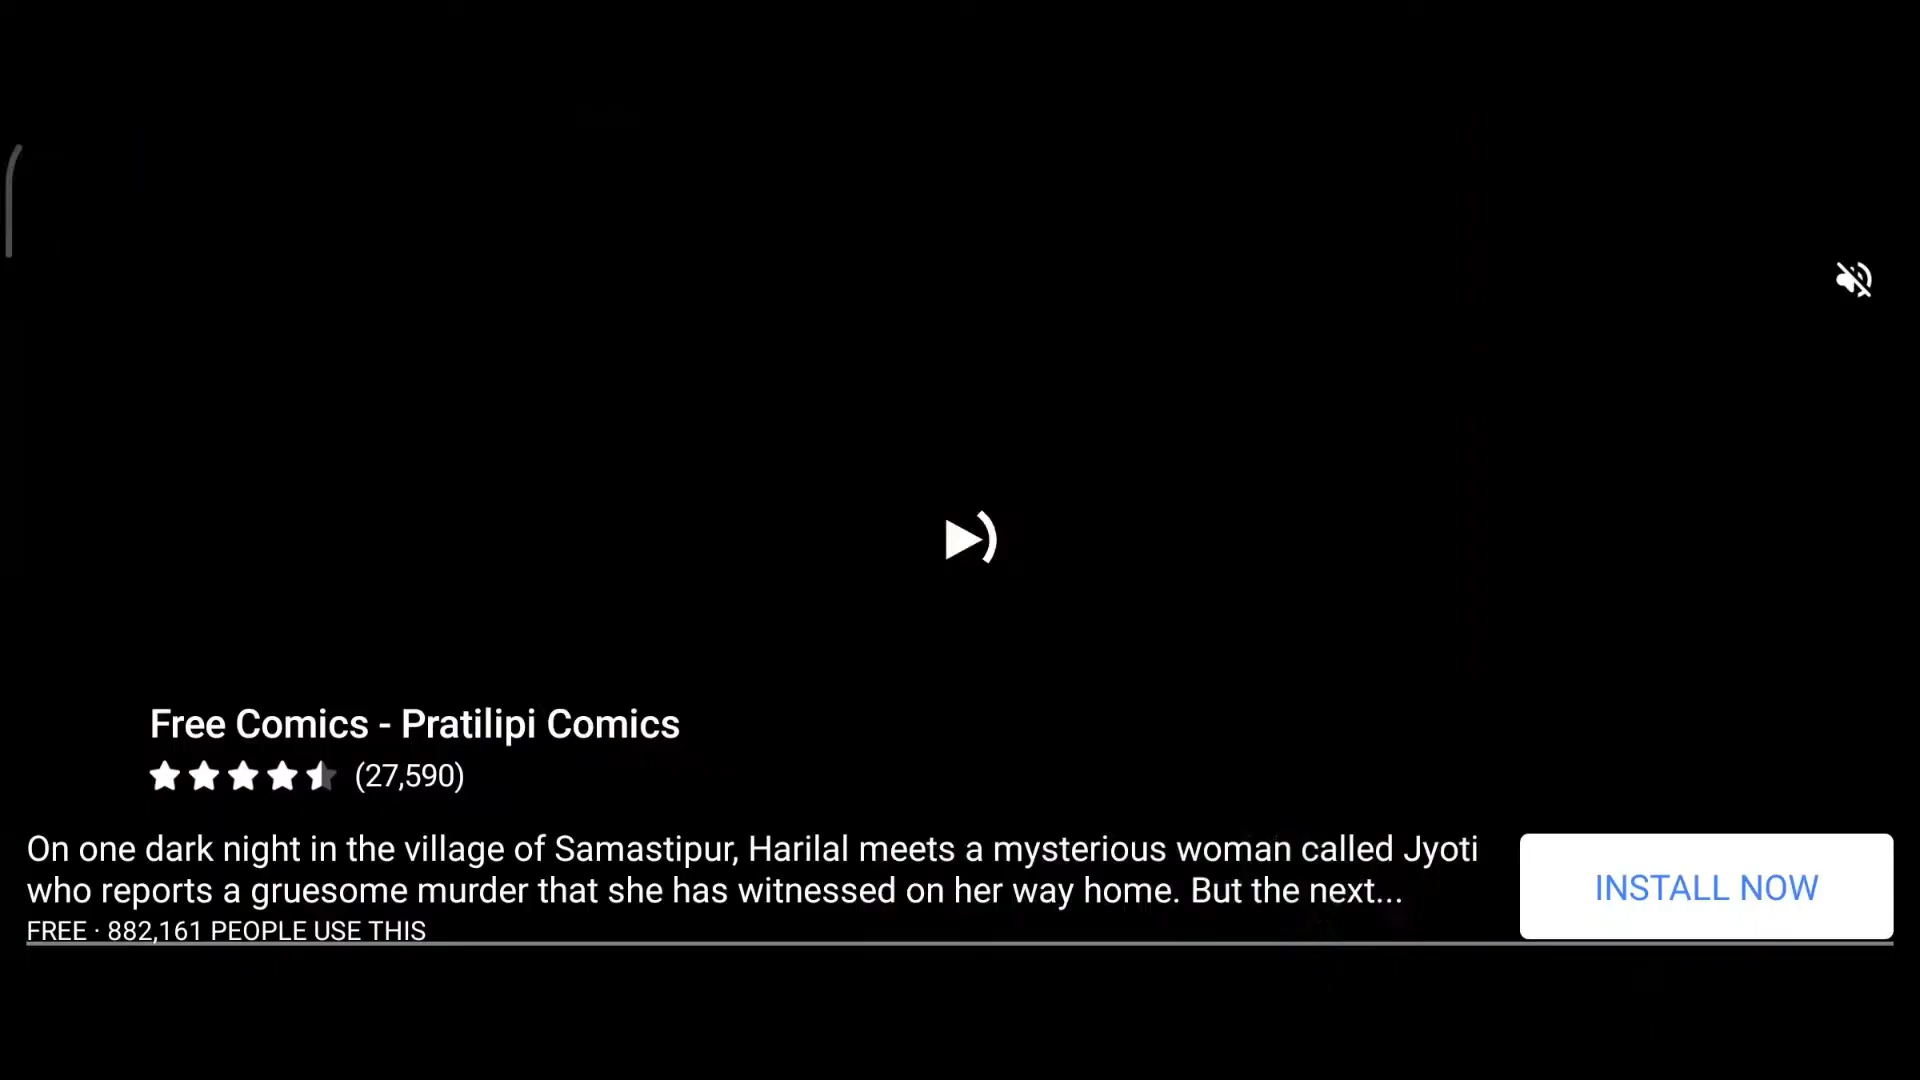 Free Comics - Pratilipi Comics
(27,590)
On one dark night in the village of Samastipur, Harilal meets a mysterious woman called Jyoti
who reports a gruesome murder that she has witnessed on her way home. But the next...
INSTALL NOW
FREE · 882,161 PEOPLE USE THIS